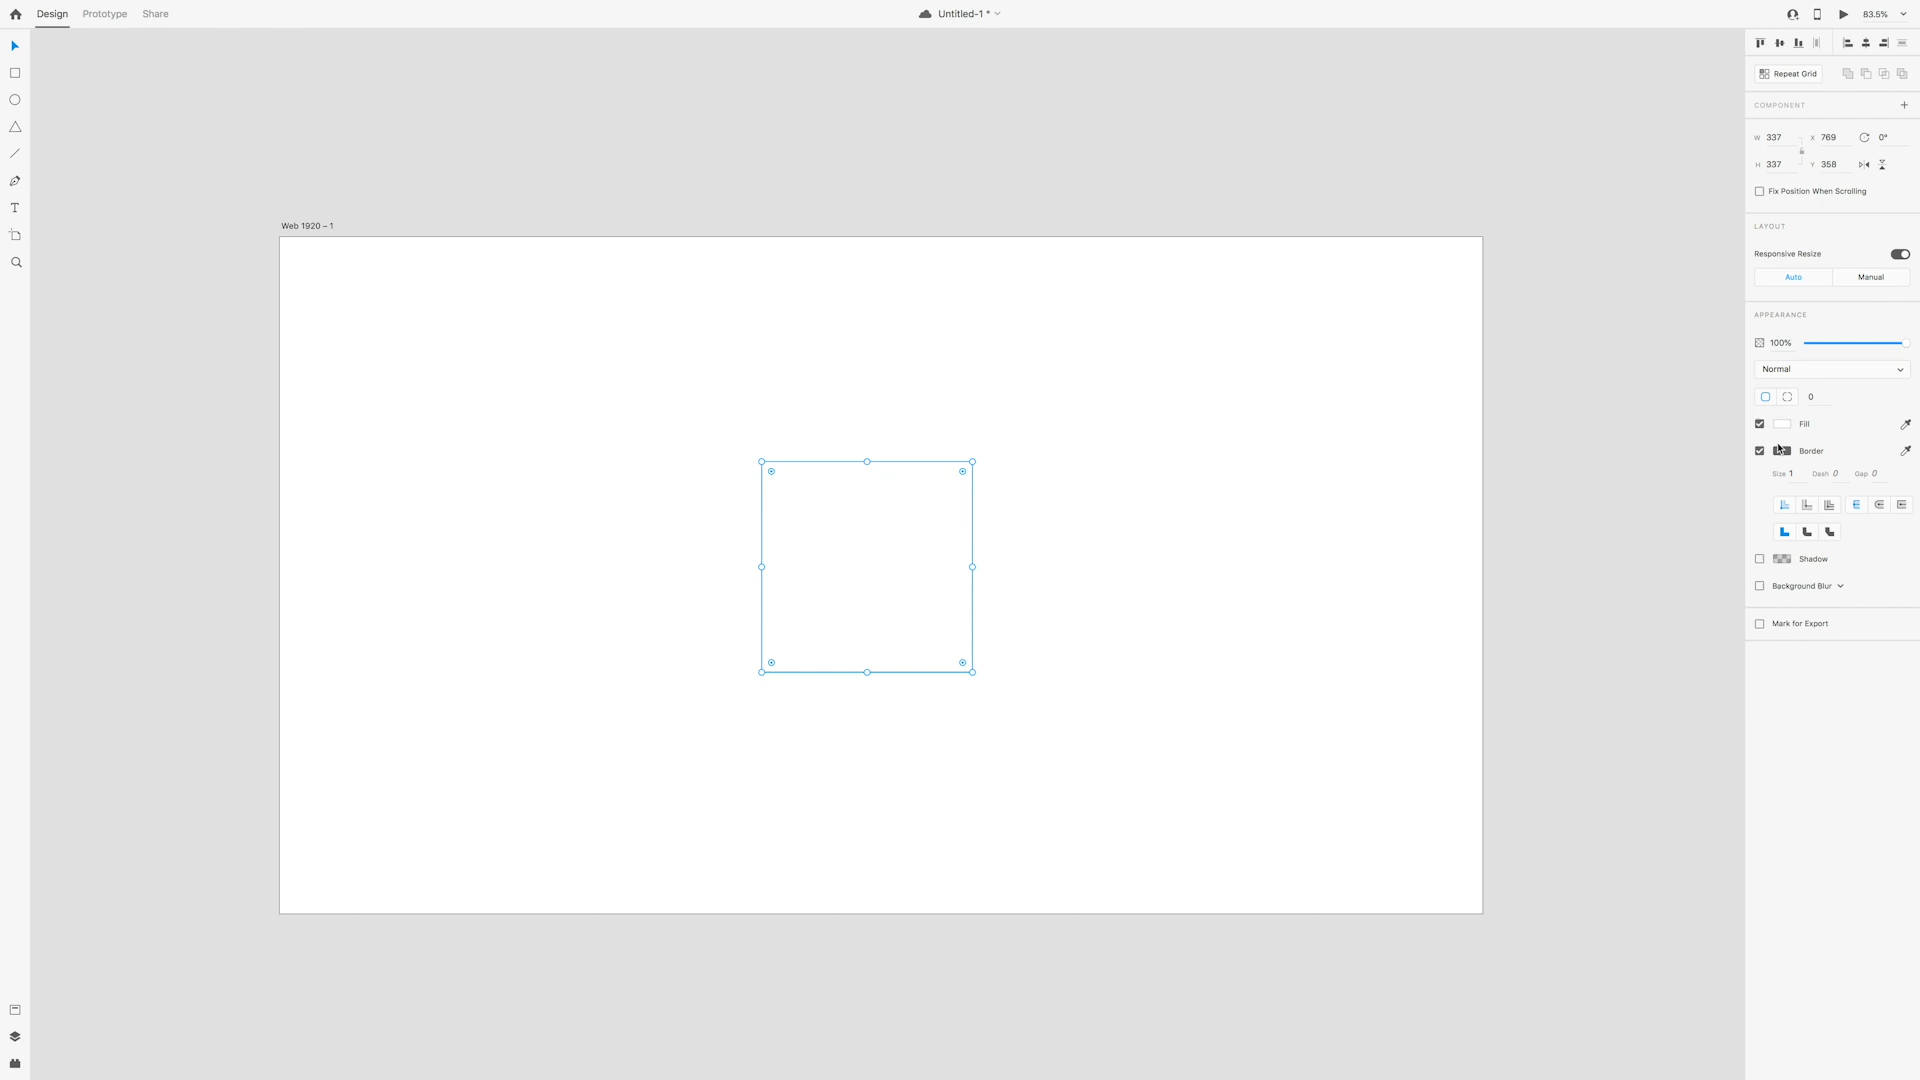 Design Prototype Share Untitled-1 * 83.5%
Repeat Grid
COMPONENT
W 337 X 769 0°
H 337 Y 358
Fix Position When Scrolling
Web 1920 – 1
LAYOUT
Responsive Resize
Auto Manual
APPEARANCE
100%
Normal
0
Fill
Border
Size 1 Dash 0 Gap 0
Shadow
Background Blur
Mark for Export